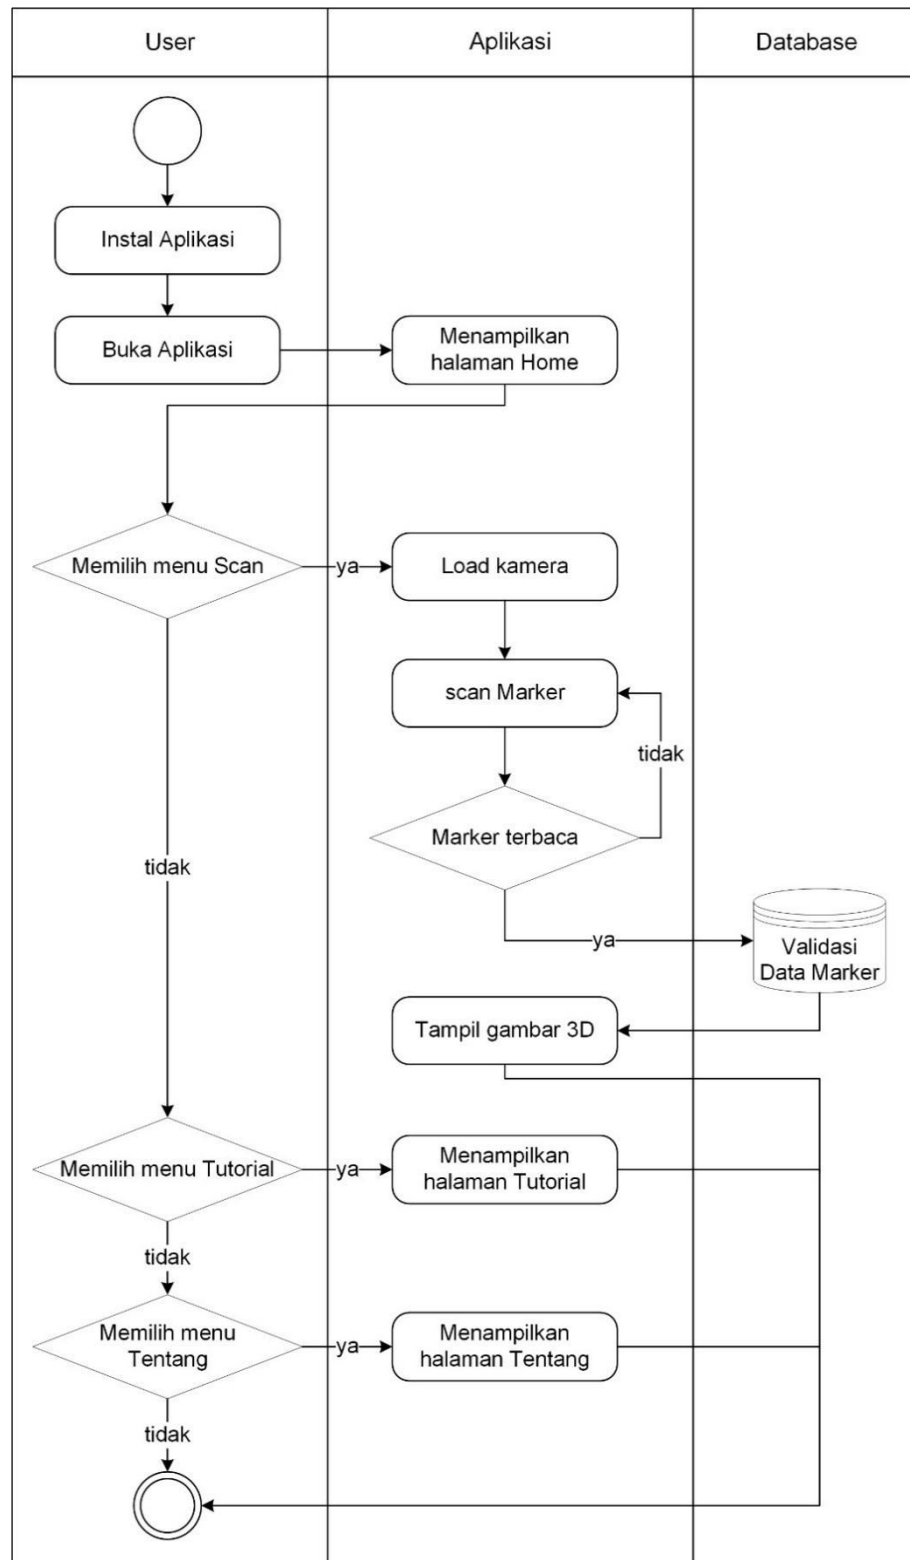 User
Aplikasi
Database
Instal Aplikasi
Buka Aplikasi
Menampilkan
halaman Home
Memilih menu Scan
ya
Load kamera
scan Marker
tidak
Marker terbaca
tidak
ya
Validasi
Data Marker
Tampil gambar 3D
Memilih menu Tutorial
ya
Menampilkan
halaman Tutorial
tidak
Memilih menu
Tentang
ya
Menampilkan
halaman Tentang
tidak